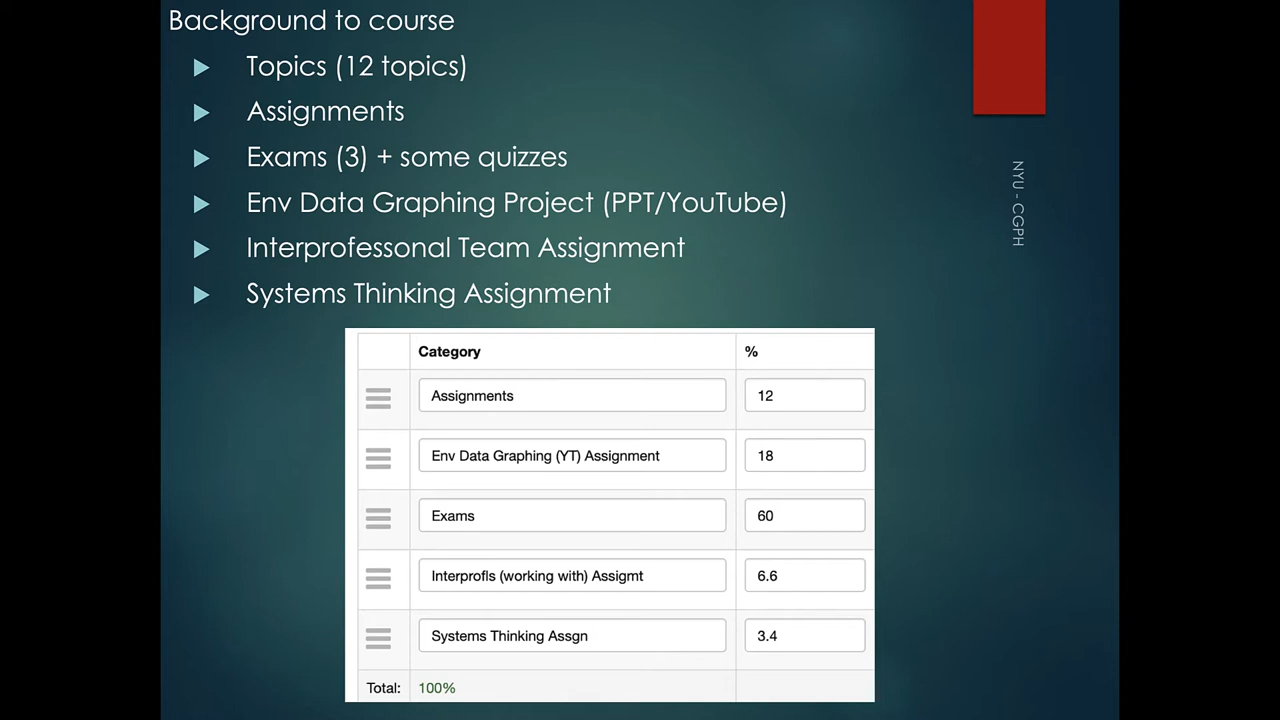 Background to course
Topics (12 topics)
Assignments
Exams (3) + some quizzes
Env Data Graphing Project (PPT/YouTube)
Interprofessonal Team Assignment
Systems Thinking Assignment
NYU - CGPH
Category %
Assignments 12
Env Data Graphing (YT) Assignment 18
Exams 60
Interprofls (working with) Assigmt 6.6
Systems Thinking Assgn 3.4
Total: 100%